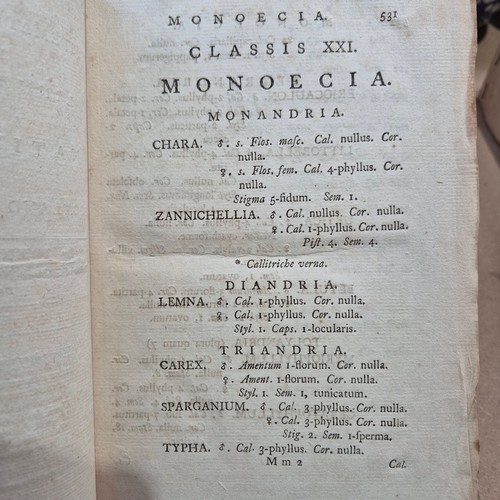 MONOECIA. 531
CLASSIS XXI.
MONOECIA.
MONANDRIA.
CHARA. ♂. s. Flos. masc. Cal. nullus. Cor.
nulla.
♀. s. Flos. fem. Cal. 4-phyllus. Cor.
nulla.
Stigma 5-fidum. Sem. 1.
ZANNICHELLIA. ♂. Cal. nullus. Cor. nulla.
♀. Cal. 1-phyllus. Cor. nulla.
Pist. 4. Sem. 4.
* Callitriche verna.
DIANDRIA.
LEMNA. ♂. Cal. 1-phyllus. Cor. nulla.
♀. Cal. 1-phyllus. Cor. nulla.
Styl. 1. Caps. 1-locularis.
TRIANDRIA.
CAREX. ♂. Amentum 1-florum. Cor. nulla.
♀. Ament. 1-florum. Cor. nulla.
Styl. 1. Sem. 1, tunicatum.
SPARGANIUM. ♂. Cal. 3-phyllus. Cor. nulla.
♀. Cal. 3-phyllus. Cor. nulla.
Stig. 2. Sem. 1-sperma.
TYPHA. ♂. Cal. 3-phyllus. Cor. nulla.
M m 2 Cal.